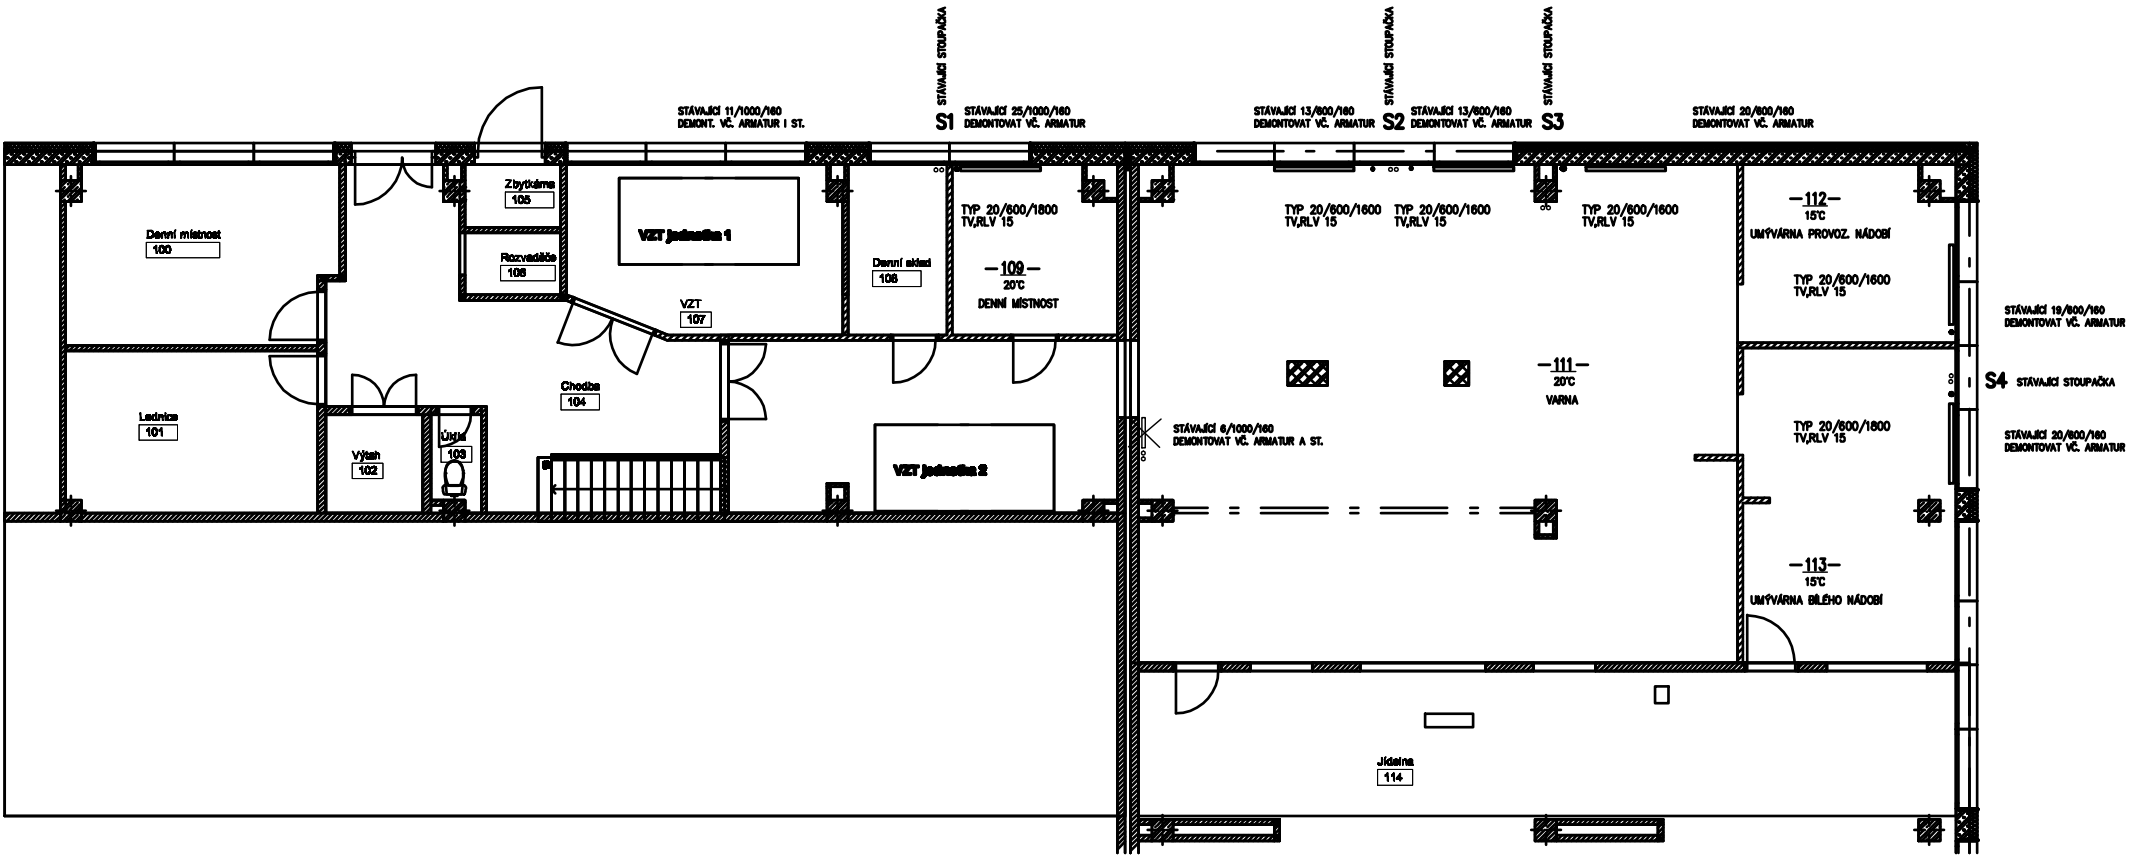 STÁVAJÍCÍ STOUPAČKA
STÁVAJÍCÍ STOUPAČKA
STÁVAJÍCÍ STOUPAČKA
STÁVAJÍCÍ 11/1000/160
DEMONT. VČ. ARMATUR I ST.
S1
STÁVAJÍCÍ 25/1000/160
DEMONTOVAT VČ. ARMATUR
STÁVAJÍCÍ 13/600/160
DEMONTOVAT VČ. ARMATUR
S2
STÁVAJÍCÍ 13/600/160
DEMONTOVAT VČ. ARMATUR
S3
STÁVAJÍCÍ 20/600/160
DEMONTOVAT VČ. ARMATUR
Denní místnost
100
Zbytkárna
105
Rozvaděče
106
VZT jednotka 1
VZT
107
Denní sklad
108
TYP 20/600/1800
TV,RLV 15
109
20°C
DENNÍ MÍSTNOST
TYP 20/600/1600
TV,RLV 15
TYP 20/600/1600
TV,RLV 15
TYP 20/600/1600
TV,RLV 15
112
15°C
UMÝVÁRNA PROVOZ. NÁDOBÍ
TYP 20/600/1600
TV,RLV 15
STÁVAJÍCÍ 19/600/160
DEMONTOVAT VČ. ARMATUR
Lednice
101
Výtah
102
Úklid
103
Chodba
104
VZT jednotka 2
STÁVAJÍCÍ 6/1000/160
DEMONTOVAT VČ. ARMATUR A ST.
111
20°C
VARNA
S4 STÁVAJÍCÍ STOUPAČKA
TYP 20/600/1800
TV,RLV 15
STÁVAJÍCÍ 20/600/160
DEMONTOVAT VČ. ARMATUR
113
15°C
UMÝVÁRNA BÍLÉHO NÁDOBÍ
Jídelna
114